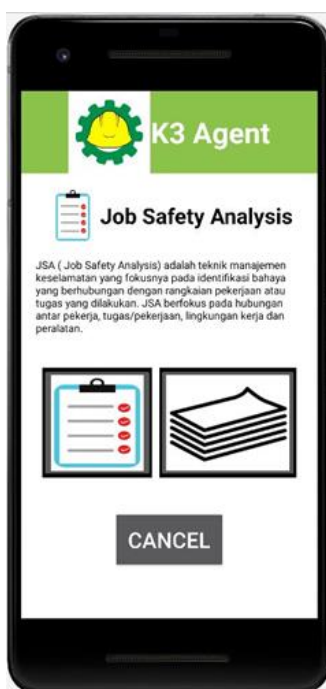 K3 Agent
Job Safety Analysis
JSA ( Job Safety Analysis) adalah teknik manajemen
keselamatan yang fokusnya pada identifikasi bahaya
yang berhubungan dengan rangkaian pekerjaan atau
tugas yang dilakukan. JSA berfokus pada hubungan
antar pekerja, tugas/pekerjaan, lingkungan kerja dan
peralatan.
CANCEL